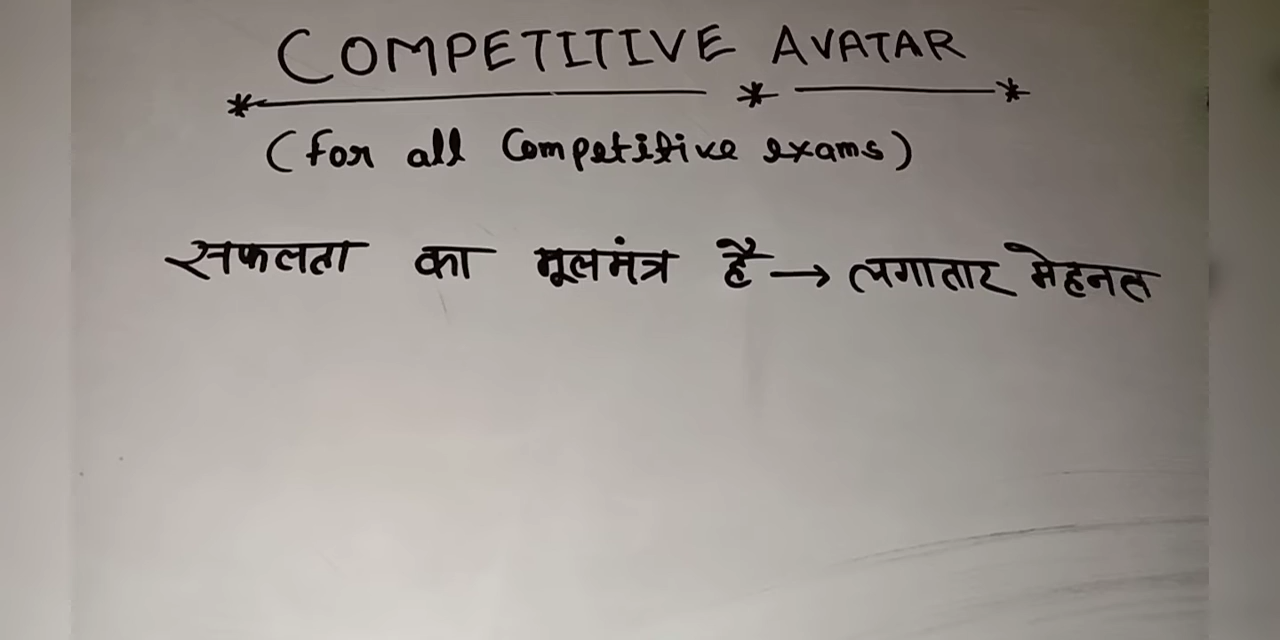 COMPETITIVE AVATAR
(for all Competitive exams)
सफलता का मूलमंत्र है → लगातार मेहनत